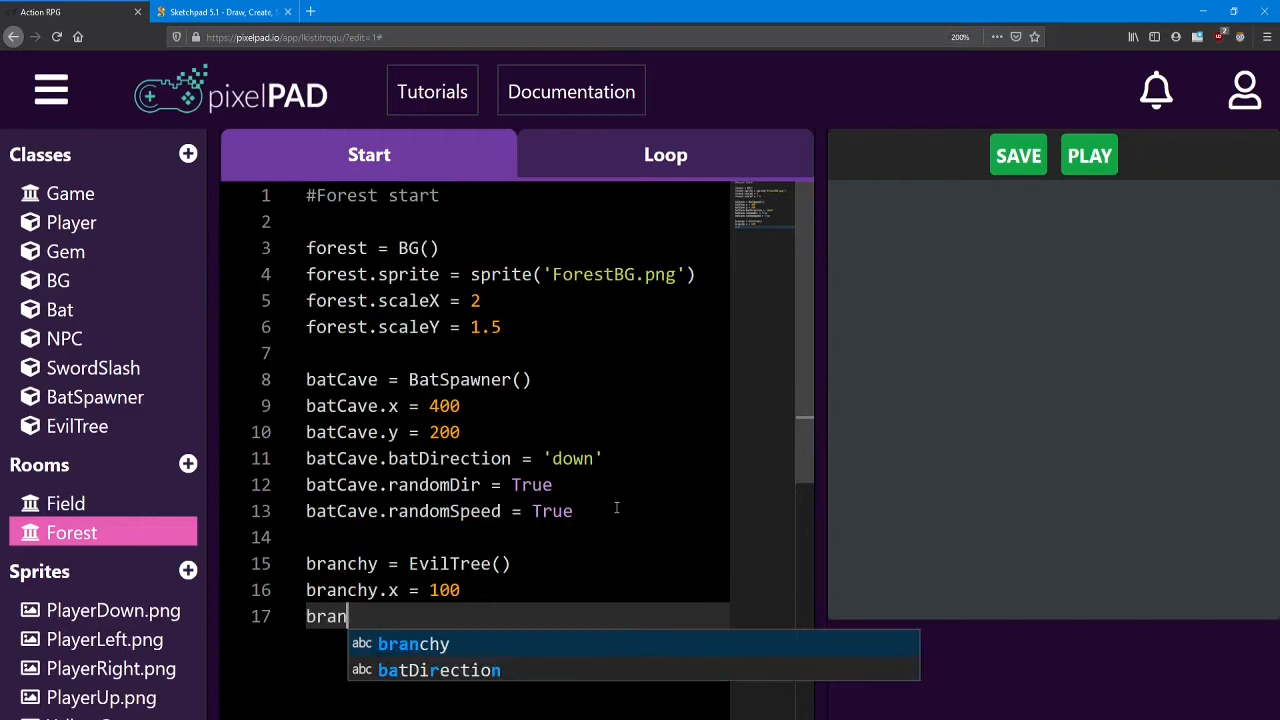 Action RPG
Sketchpad 5.1 - Draw, Create,
https://pixelpad.io/app/lkistitrqqu/?edit=1#
200%
2
pixelPAD
Tutorials
Documentation
Classes
Game
Player
Gem
BG
Bat
NPC
SwordSlash
BatSpawner
EvilTree
Rooms
Field
Forest
Sprites
PlayerDown.png
PlayerLeft.png
PlayerRight.png
PlayerUp.png
Start
Loop
SAVE
PLAY
1 #Forest start
2
3 forest = BG()
4 forest.sprite = sprite('ForestBG.png')
5 forest.scaleX = 2
6 forest.scaleY = 1.5
7
8 batCave = BatSpawner()
9 batCave.x = 400
10 batCave.y = 200
11 batCave.batDirection = 'down'
12 batCave.randomDir = True
13 batCave.randomSpeed = True
14
15 branchy = EvilTree()
16 branchy.x = 100
17 bran
abc branchy
abc batDirection